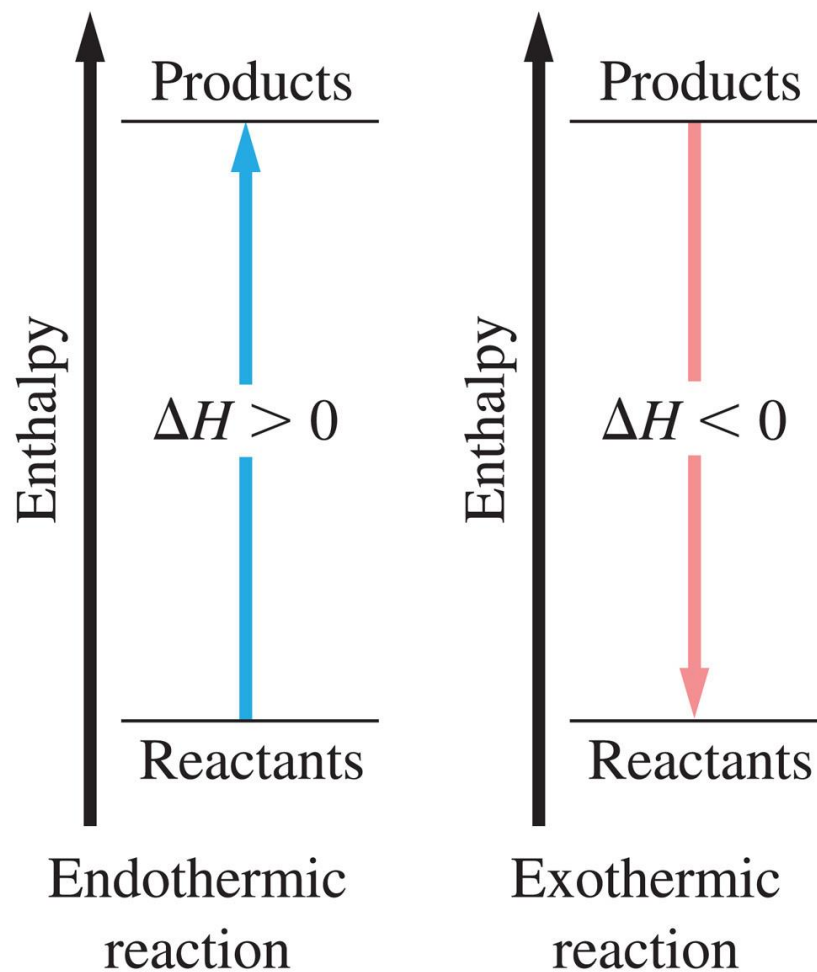 Products
Enthalpy
ΔH > 0
Reactants
Endothermic
reaction
Products
Enthalpy
ΔH < 0
Reactants
Exothermic
reaction